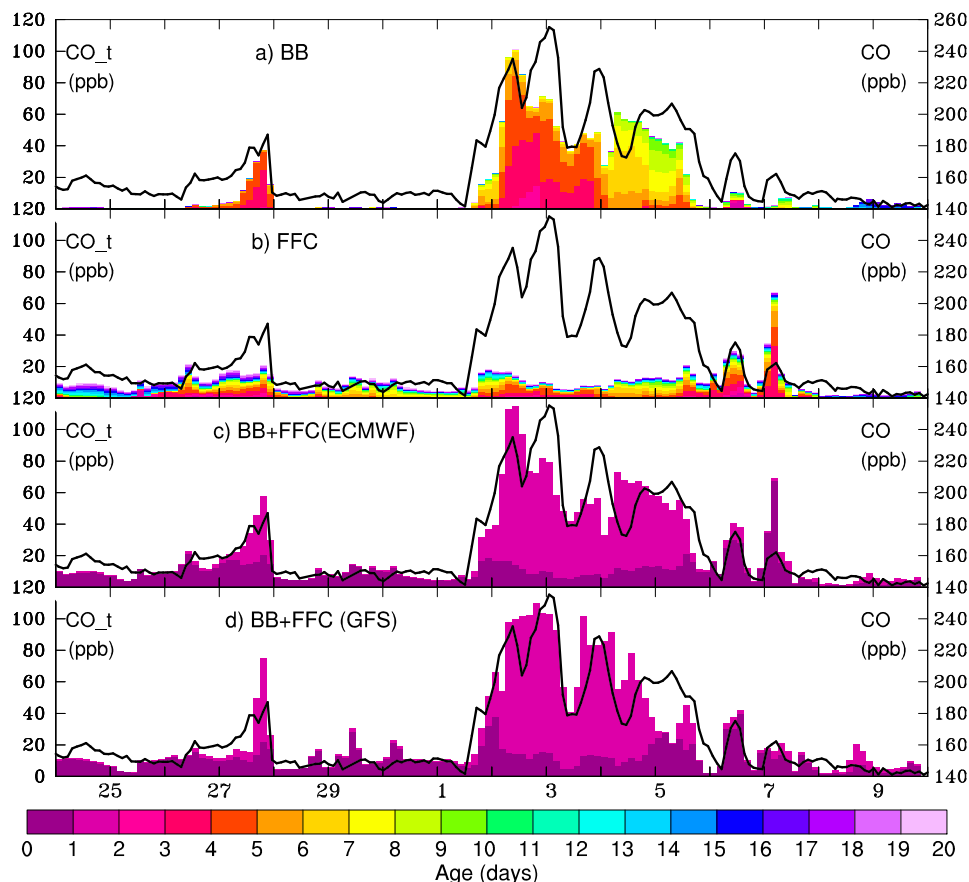 120 260
CO_t a) BB CO
100 240
(ppb) (ppb)
80 220
60 200
40 180
20 160
120 140
CO_t b) FFC CO
100 240
(ppb) (ppb)
80 220
60 200
40 180
20 160
120 140
CO_t c) BB+FFC(ECMWF) CO
100 240
(ppb) (ppb)
80 220
60 200
40 180
20 160
120 140
CO_t d) BB+FFC (GFS) CO
100 240
(ppb) (ppb)
80 220
60 200
40 180
20 160
0 140
25 27 29 1 3 5 7 9
0 1 2 3 4 5 6 7 8 9 10 11 12 13 14 15 16 17 18 19 20
Age (days)